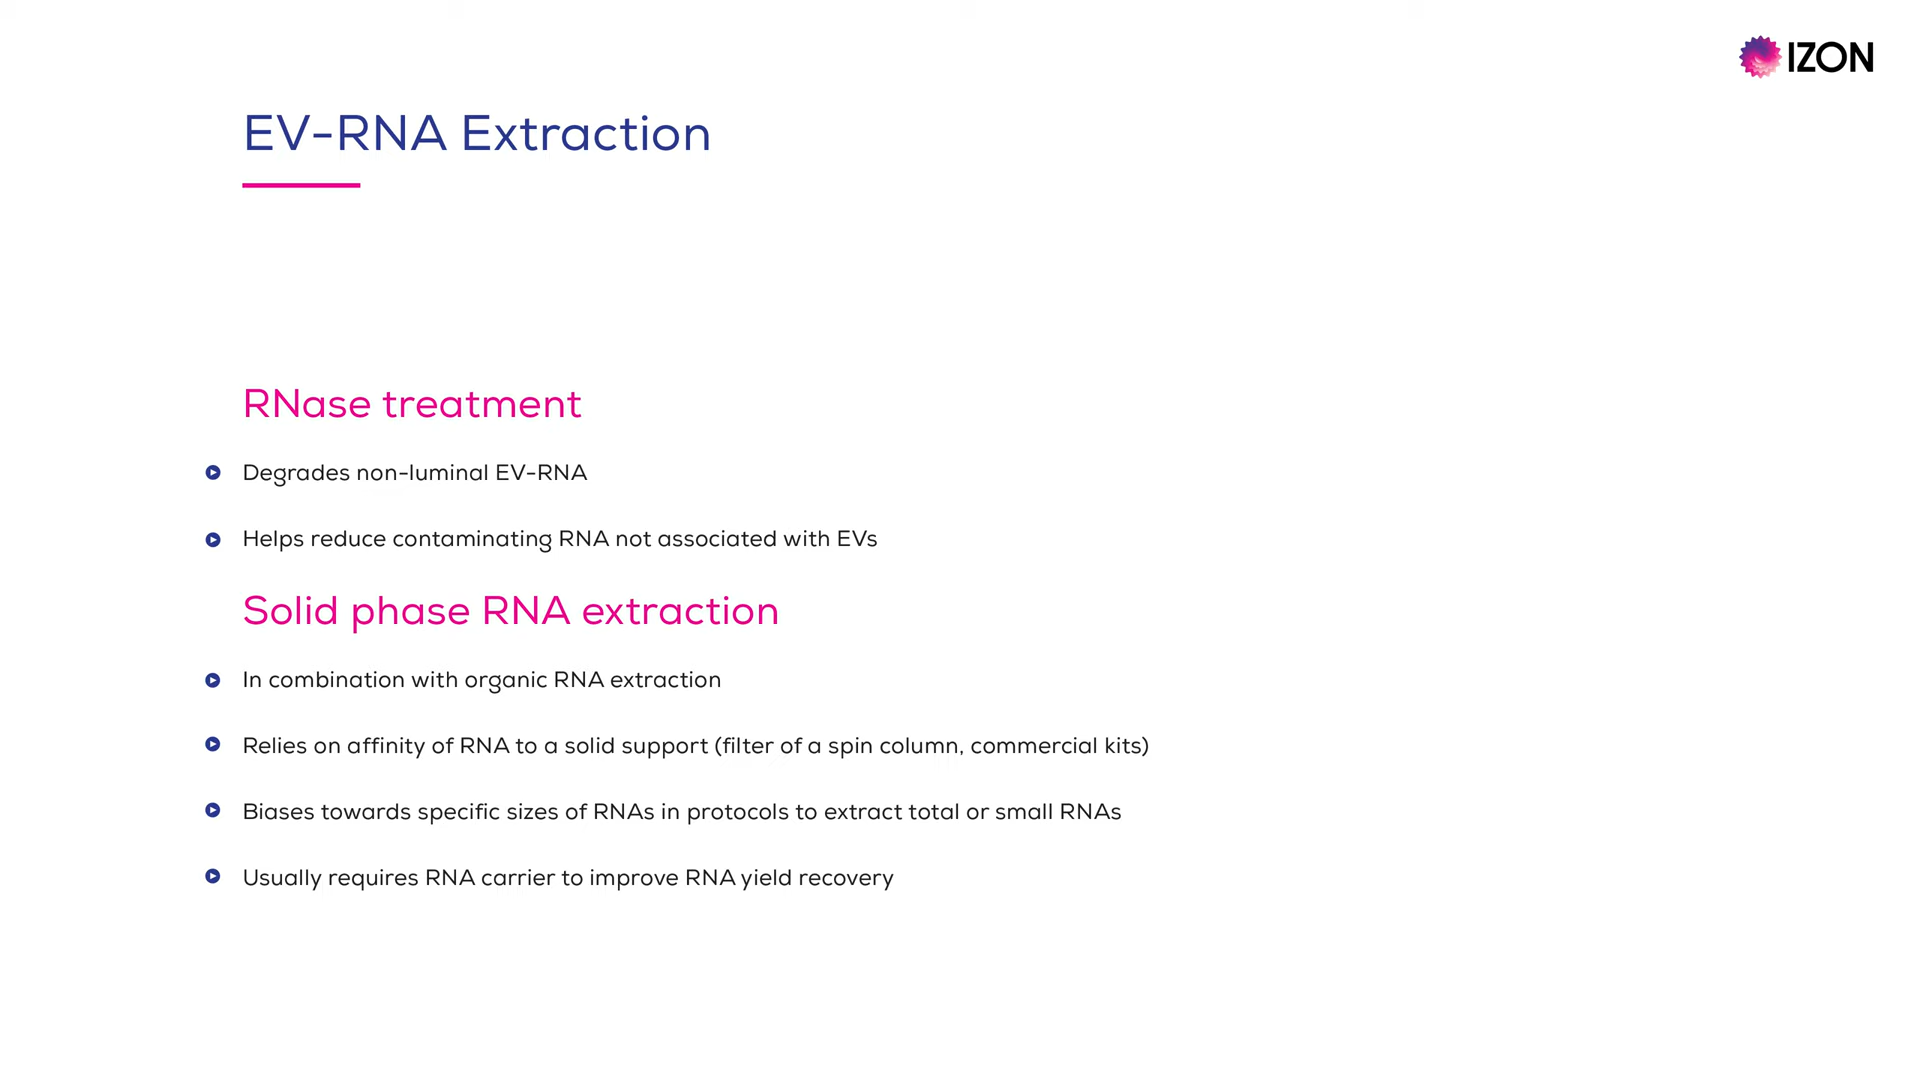 IZON
EV-RNA Extraction
RNase treatment
Degrades non-luminal EV-RNA
Helps reduce contaminating RNA not associated with EVs
Solid phase RNA extraction
In combination with organic RNA extraction
Relies on affinity of RNA to a solid support (filter of a spin column, commercial kits)
Biases towards specific sizes of RNAs in protocols to extract total or small RNAs
Usually requires RNA carrier to improve RNA yield recovery